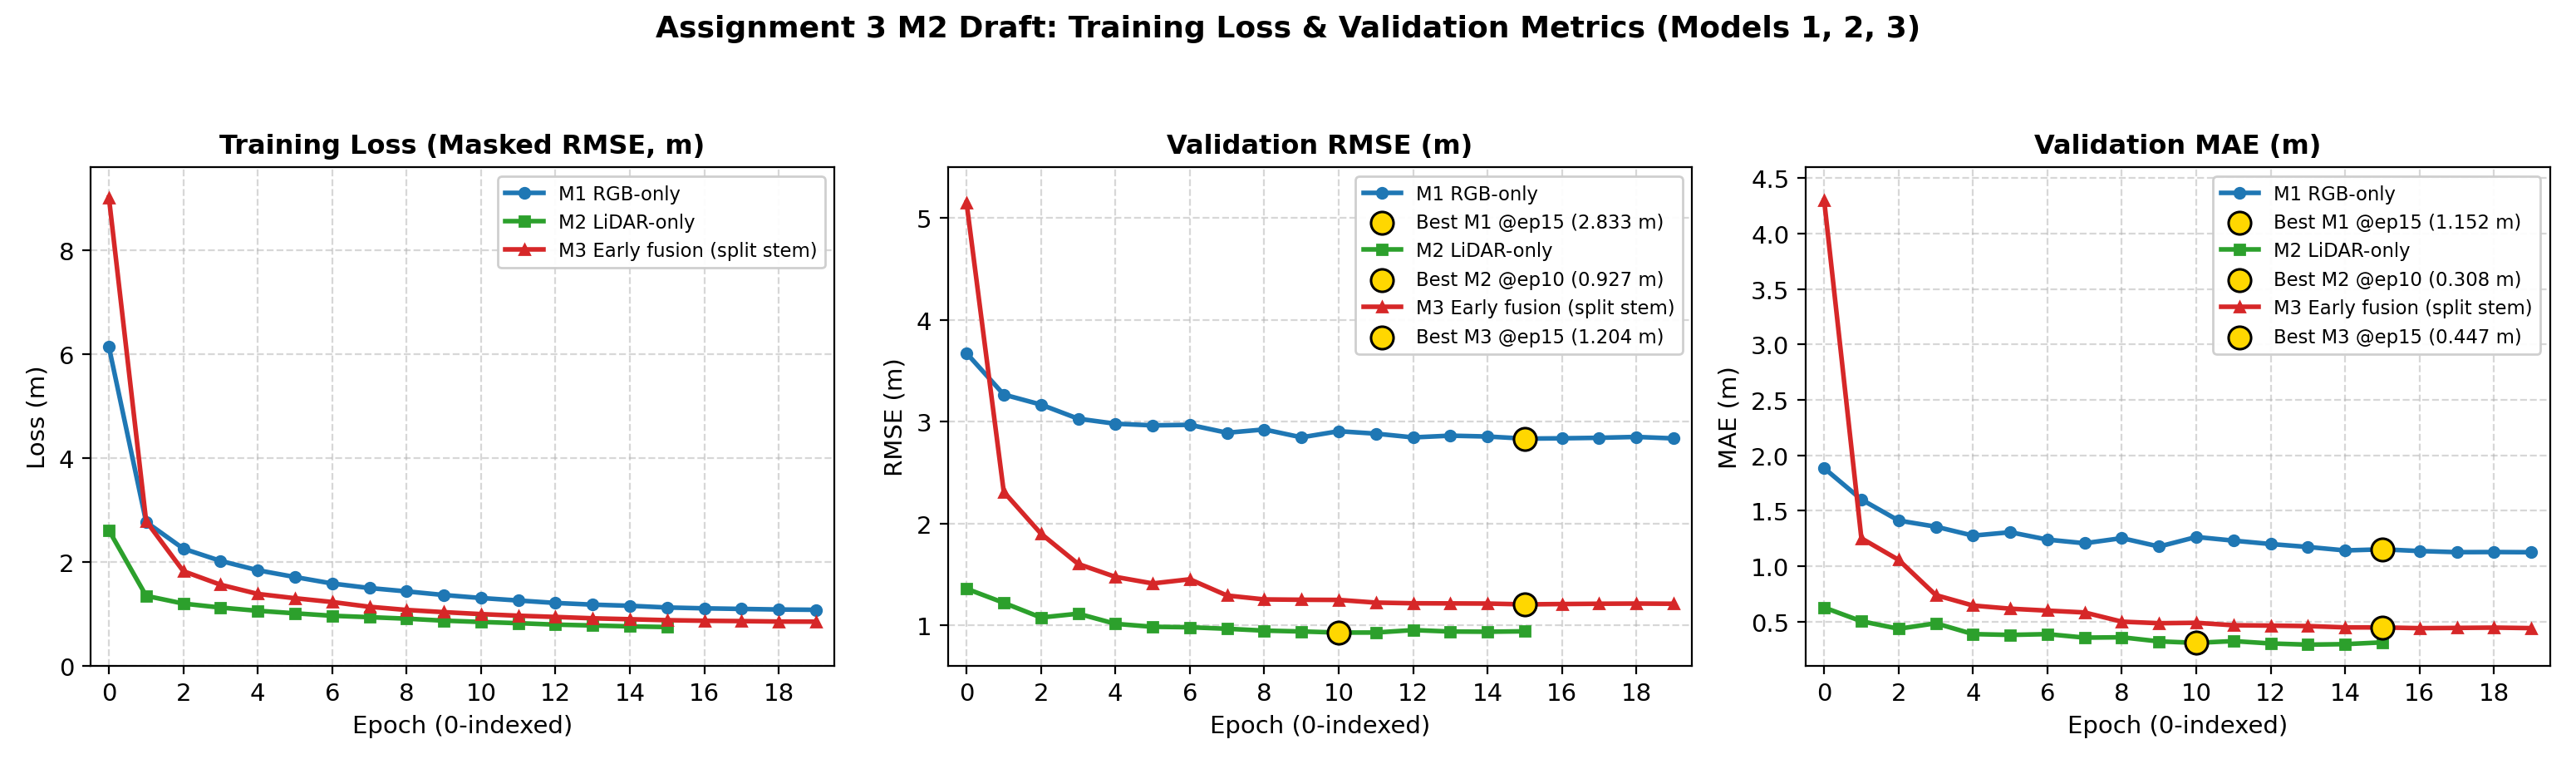 Assignment 3 M2 Draft: Training Loss & Validation Metrics (Models 1, 2, 3)
Training Loss (Masked RMSE, m)
M1 RGB-only
M2 LiDAR-only
M3 Early fusion (split stem)
8
6
4
2
0
Loss (m)
0 2 4 6 8 10 12 14 16 18
Epoch (0-indexed)
Validation RMSE (m)
M1 RGB-only
Best M1 @ep15 (2.833 m)
M2 LiDAR-only
Best M2 @ep10 (0.927 m)
M3 Early fusion (split stem)
Best M3 @ep15 (1.204 m)
5
4
3
2
1
RMSE (m)
0 2 4 6 8 10 12 14 16 18
Epoch (0-indexed)
Validation MAE (m)
M1 RGB-only
Best M1 @ep15 (1.152 m)
M2 LiDAR-only
Best M2 @ep10 (0.308 m)
M3 Early fusion (split stem)
Best M3 @ep15 (0.447 m)
4.5
4.0
3.5
3.0
2.5
2.0
1.5
1.0
0.5
MAE (m)
0 2 4 6 8 10 12 14 16 18
Epoch (0-indexed)